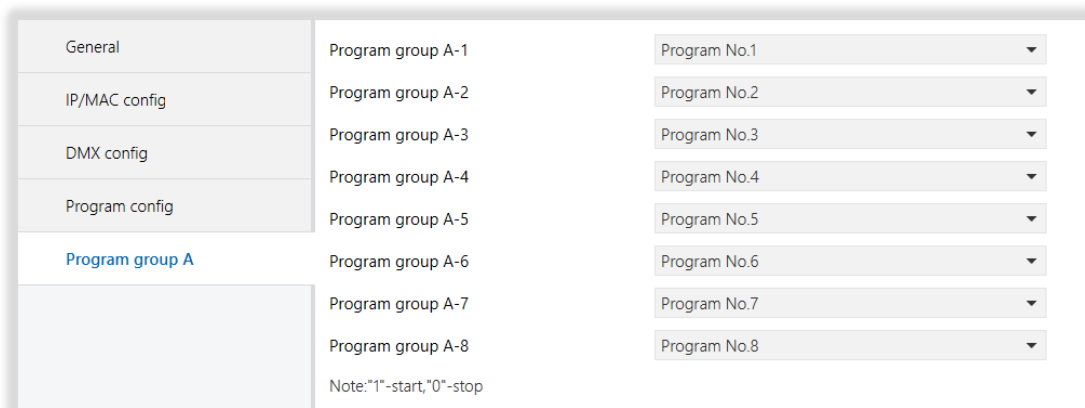 General
IP/MAC config
DMX config
Program config
Program group A
Program group A-1 Program No.1
Program group A-2 Program No.2
Program group A-3 Program No.3
Program group A-4 Program No.4
Program group A-5 Program No.5
Program group A-6 Program No.6
Program group A-7 Program No.7
Program group A-8 Program No.8
Note:"1"-start,"0"-stop